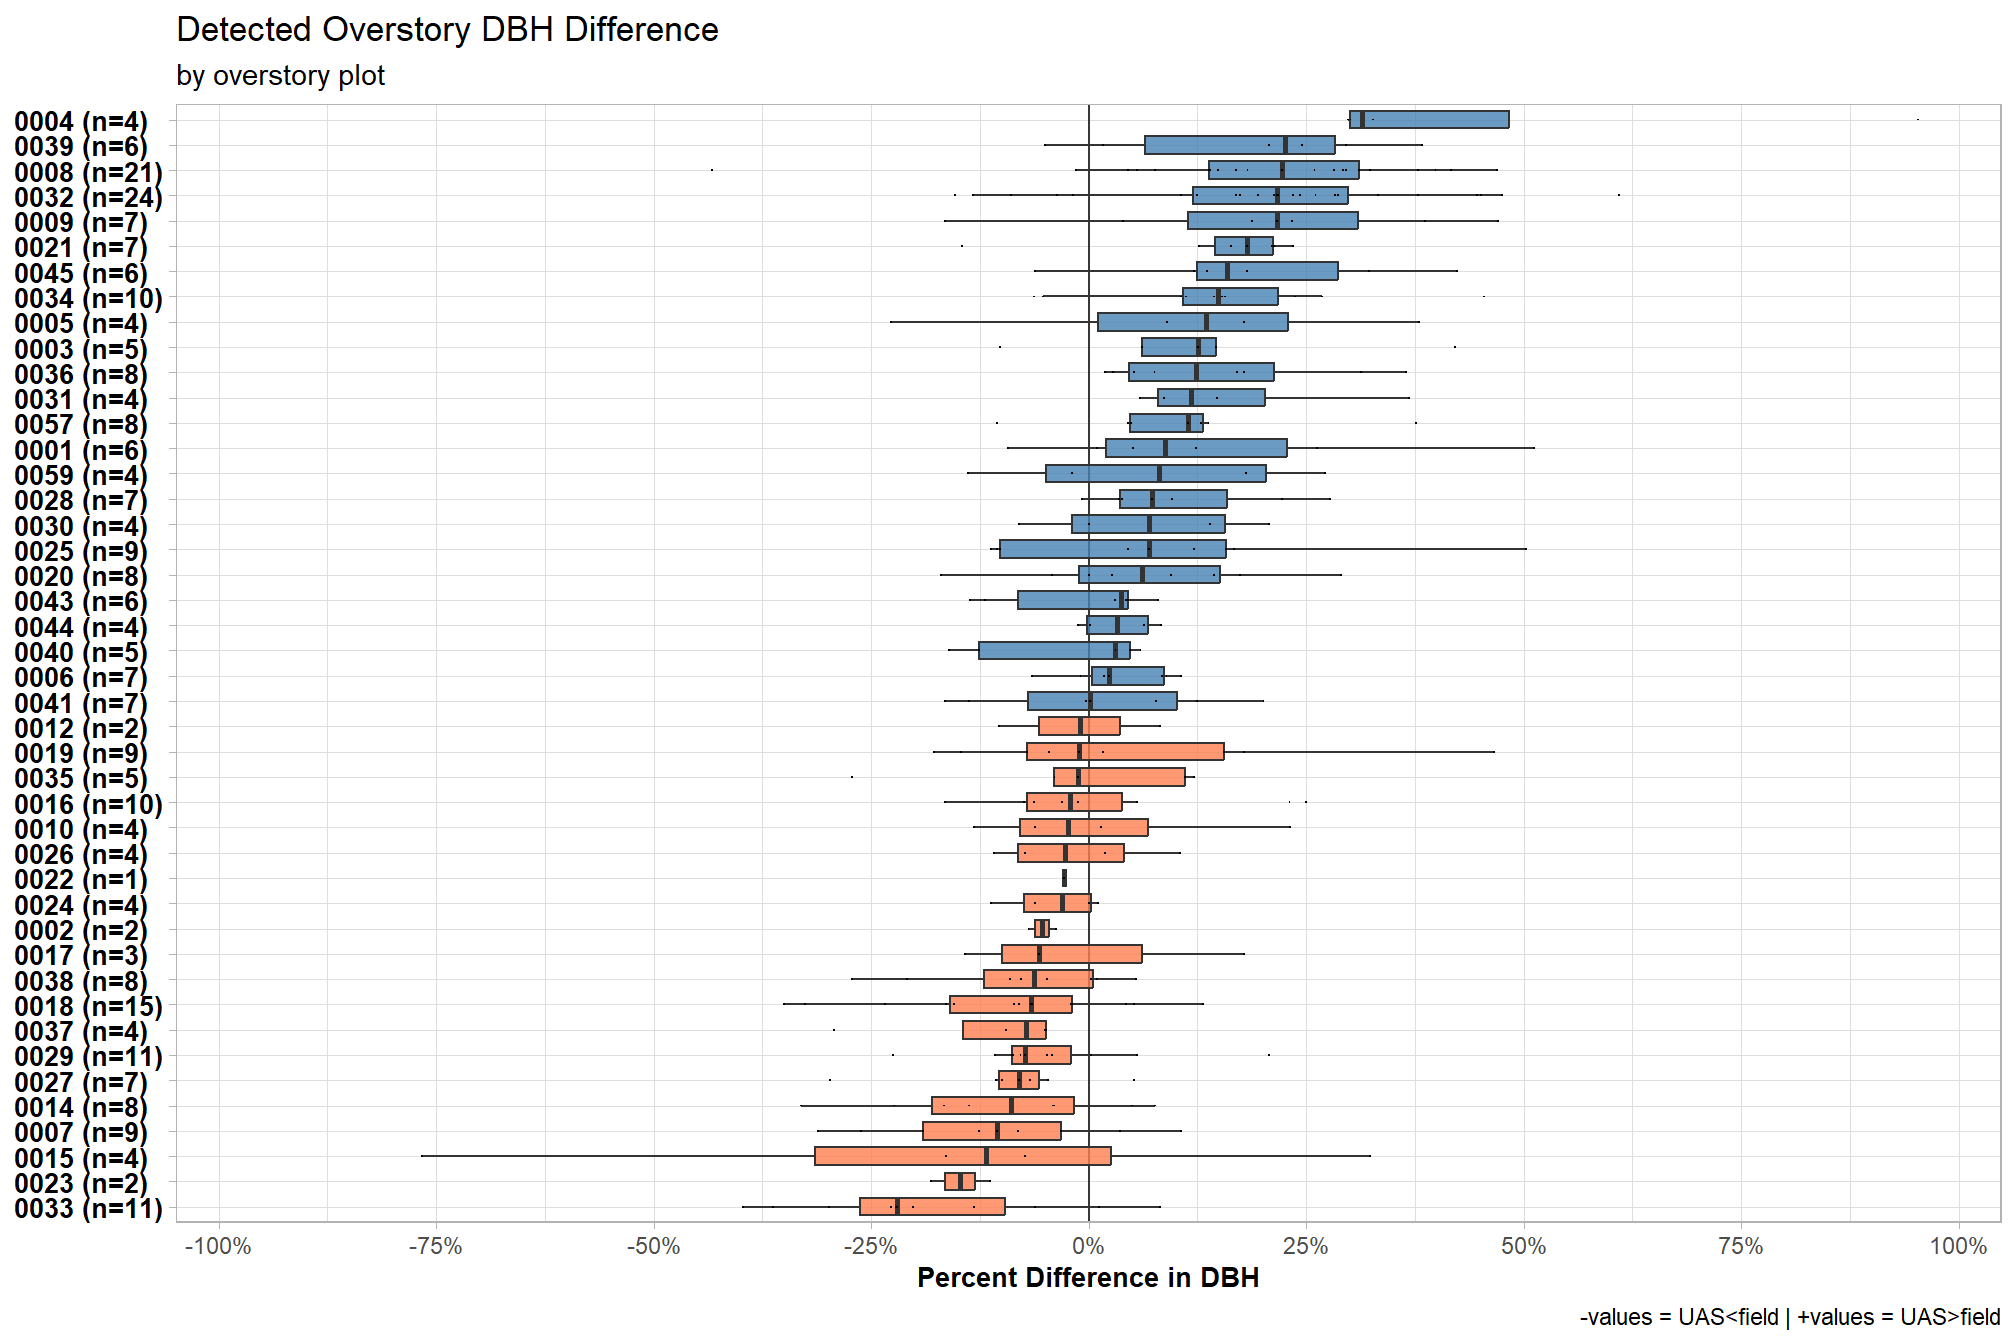 Detected Overstory DBH Difference
by overstory plot
0004 (n=4)
0039 (n=6)
0008 (n=21)
0032 (n=24)
0009 (n=7)
0021 (n=7)
0045 (n=6)
0034 (n=10)
0005 (n=4)
0003 (n=5)
0036 (n=8)
0031 (n=4)
0057 (n=8)
0001 (n=6)
0059 (n=4)
0028 (n=7)
0030 (n=4)
0025 (n=9)
0020 (n=8)
0043 (n=6)
0044 (n=4)
0040 (n=5)
0006 (n=7)
0041 (n=7)
0012 (n=2)
0019 (n=9)
0035 (n=5)
0016 (n=10)
0010 (n=4)
0026 (n=4)
0022 (n=1)
0024 (n=4)
0002 (n=2)
0017 (n=3)
0038 (n=8)
0018 (n=15)
0037 (n=4)
0029 (n=11)
0027 (n=7)
0014 (n=8)
0007 (n=9)
0015 (n=4)
0023 (n=2)
0033 (n=11)
-100% -75% -50% -25% 0% 25% 50% 75% 100%
Percent Difference in DBH
-values = UAS<field | +values = UAS>field